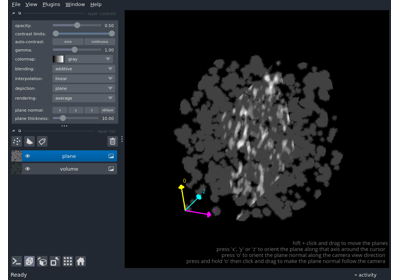 File View Plugins Window Help
opacity: 0.50
contrast limits:
auto-contrast: once continuous
gamma: 1.00
colormap: gray
blending: additive
interpolation: linear
depiction: plane
rendering: average
plane normal: x y z oblique
plane thickness: 10.00
plane
volume
0
shift + click and drag to move the planes
press 'x', 'y' or 'z' to orient the plane along that axis around the cursor
press 'o' to orient the plane normal along the camera view direction
press and hold 'o' then click and drag to make the plane normal follow the camera
Ready activity